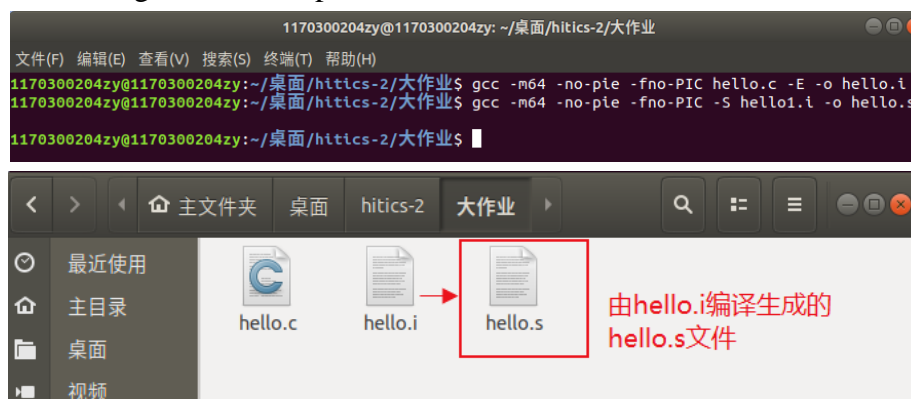 1170300204zy@1170300204zy: ~/桌面/hitics-2/大作业
文件(F) 编辑(E) 查看(V) 搜索(S) 终端(T) 帮助(H)
1170300204zy@1170300204zy:~/桌面/hitics-2/大作业$ gcc -m64 -no-pie -fno-PIC hello.c -E -o hello.i
1170300204zy@1170300204zy:~/桌面/hitics-2/大作业$ gcc -m64 -no-pie -fno-PIC -S hello1.i -o hello.s
1170300204zy@1170300204zy:~/桌面/hitics-2/大作业$
主文件夹 桌面 hitics-2 大作业
最近使用
主目录
桌面
视频
hello.c hello.i hello.s
由hello.i编译生成的
hello.s文件